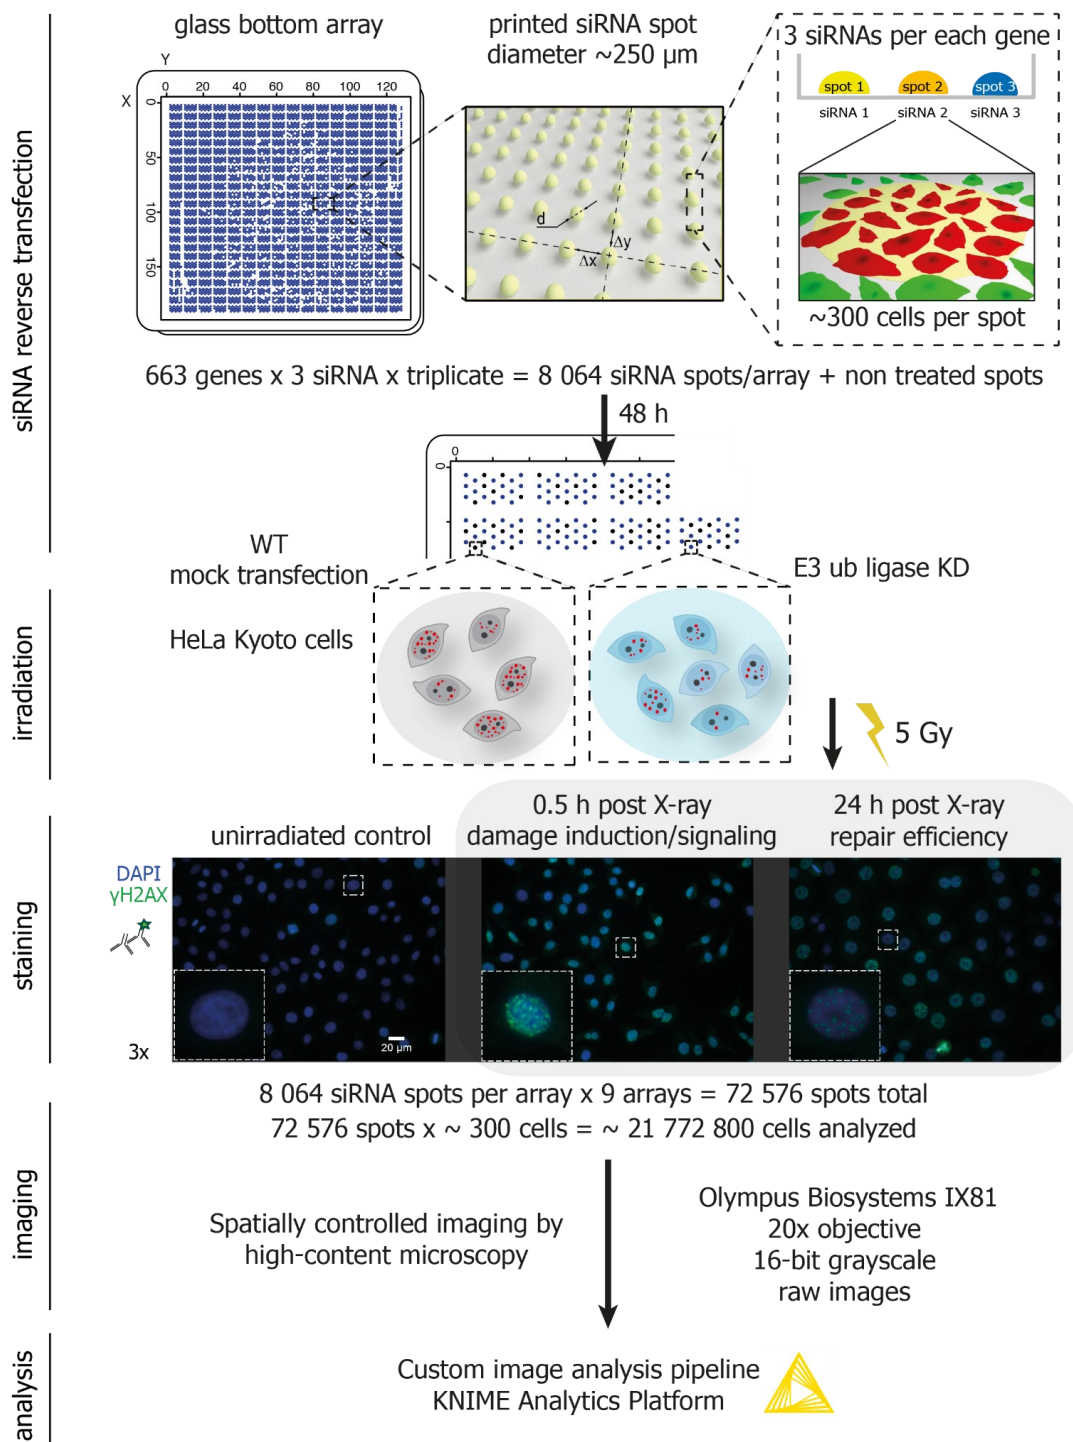 siRNA reverse transfection
glass bottom array
Y
X
0 20 40 60 80 100 120
0
50
100
150
printed siRNA spot
diameter ~250 µm
d
Δy
Δx
3 siRNAs per each gene
spot 1 spot 2 spot 3
siRNA 1 siRNA 2 siRNA 3
~300 cells per spot
663 genes x 3 siRNA x triplicate = 8 064 siRNA spots/array + non treated spots
48 h
0
0
WT
mock transfection
E3 ub ligase KD
irradiation
HeLa Kyoto cells
5 Gy
staining
unirradiated control
0.5 h post X-ray
damage induction/signaling
24 h post X-ray
repair efficiency
DAPI
γH2AX
3x
20 µm
8 064 siRNA spots per array x 9 arrays = 72 576 spots total
72 576 spots x ~ 300 cells = ~ 21 772 800 cells analyzed
imaging
Spatially controlled imaging by
high-content microscopy
Olympus Biosystems IX81
20x objective
16-bit grayscale
raw images
analysis
Custom image analysis pipeline
KNIME Analytics Platform